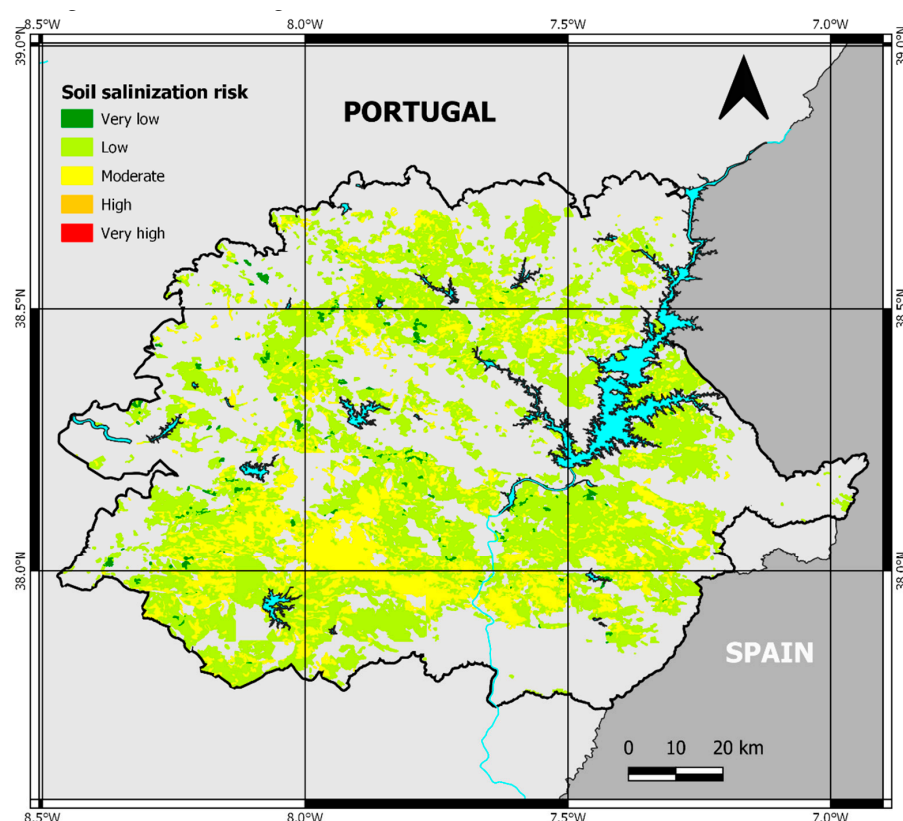 8.5°W 8.0°W 7.5°W 7.0°W
39.0°N 39.0°N
Soil salinization risk
Very low
Low
Moderate
High
Very high
PORTUGAL
38.5°N 38.5°N
38.0°N 38.0°N
SPAIN
0 10 20 km
8.5°W 8.0°W 7.5°W 7.0°W